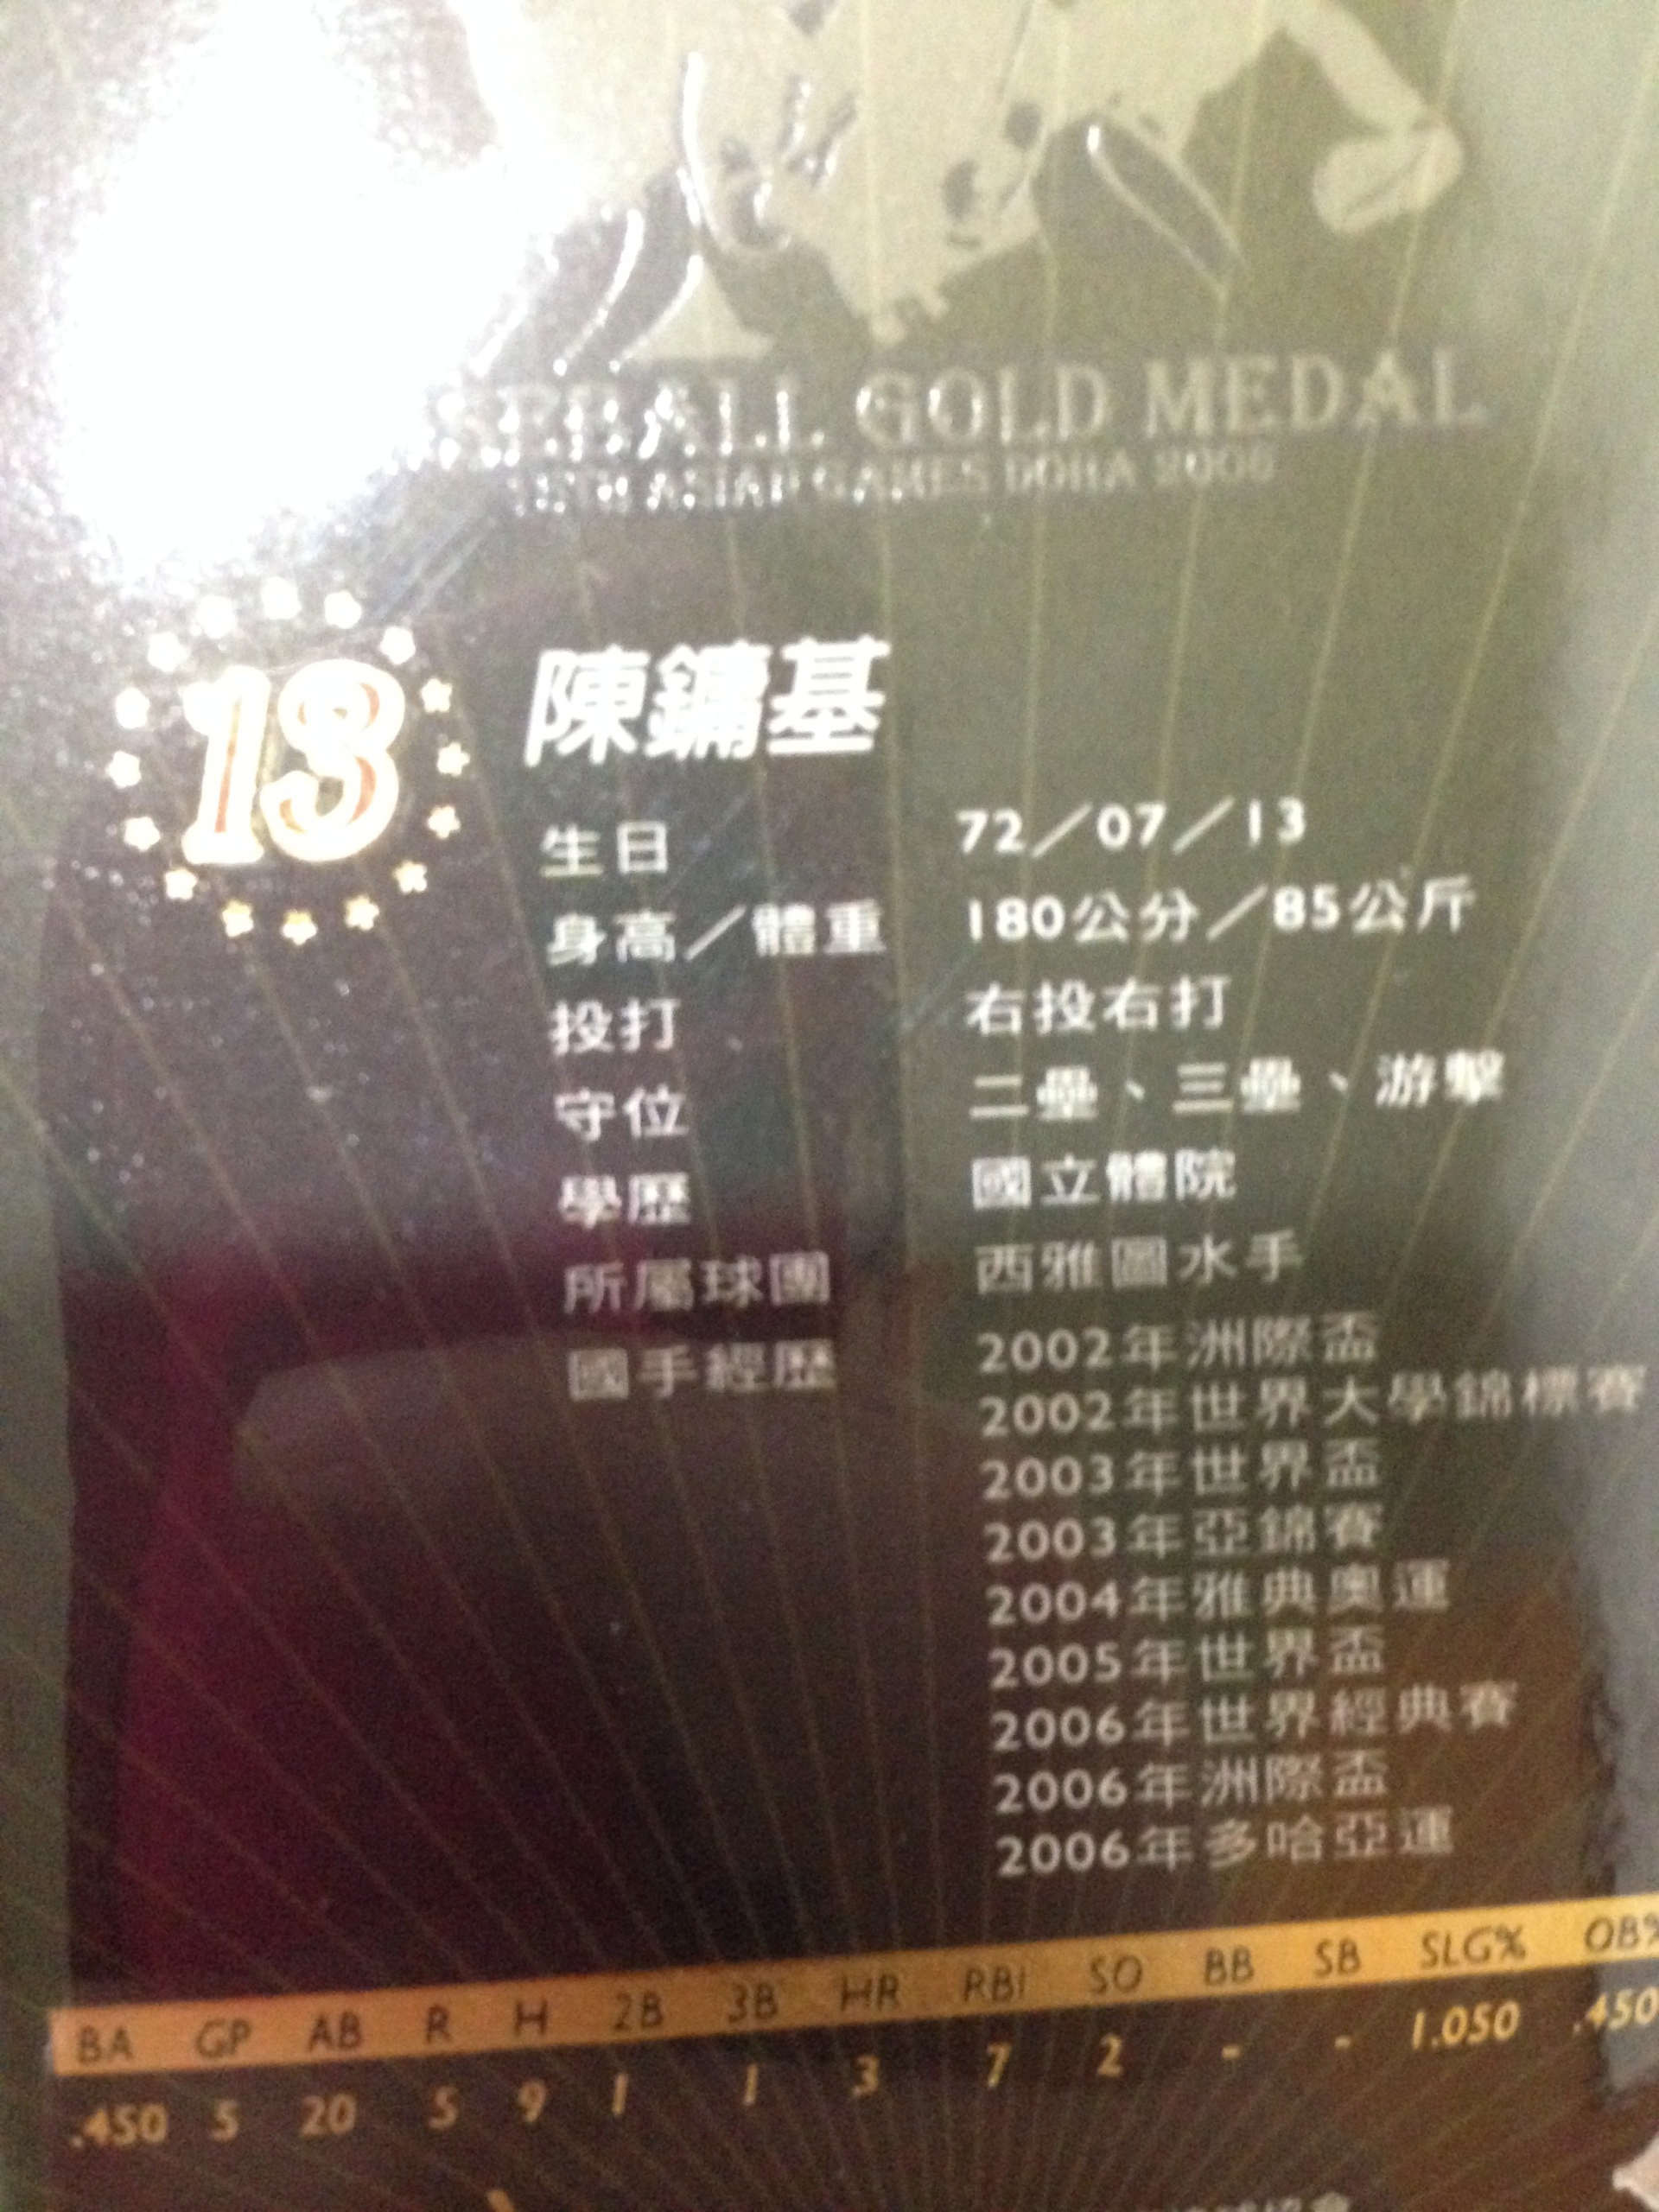 BASEBALL GOLD MEDAL
15TH ASIAN GAMES DOHA 2006
13
陳鏞基
生日 72／07／13
身高／體重 180公分／85公斤
投打 右投右打
守位 二壘、三壘、游擊
學歷 國立體院
所屬球團 西雅圖水手
國手經歷 2002年洲際盃
2002年世界大學錦標賽
2003年世界盃
2003年亞錦賽
2004年雅典奧運
2005年世界盃
2006年世界經典賽
2006年洲際盃
2006年多哈亞運
BA GP AB R H 2B 3B HR RBI SO BB SB SLG% OB%
.450 5 20 5 9 1 1 3 7 2 - - 1.050 .450